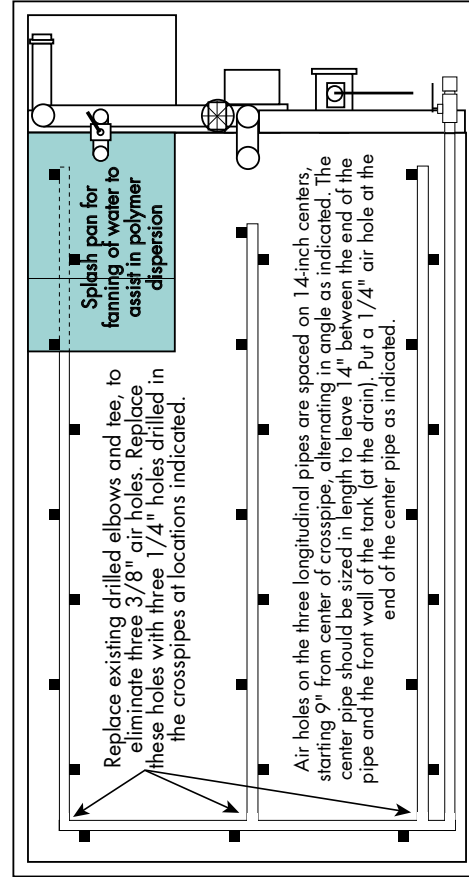 Splash pan for
fanning of water to
assist in polymer
dispersion
Replace existing drilled elbows and tee, to
eliminate three 3/8" air holes. Replace
these holes with three 1/4" holes drilled in
the crosspipes at locations indicated.
Air holes on the three longitudinal pipes are spaced on 14-inch centers,
starting 9" from center of crosspipe, alternating in angle as indicated. The
center pipe should be sized in length to leave 14" between the end of the
pipe and the front wall of the tank (at the drain). Put a 1/4" air hole at the
end of the center pipe as indicated.